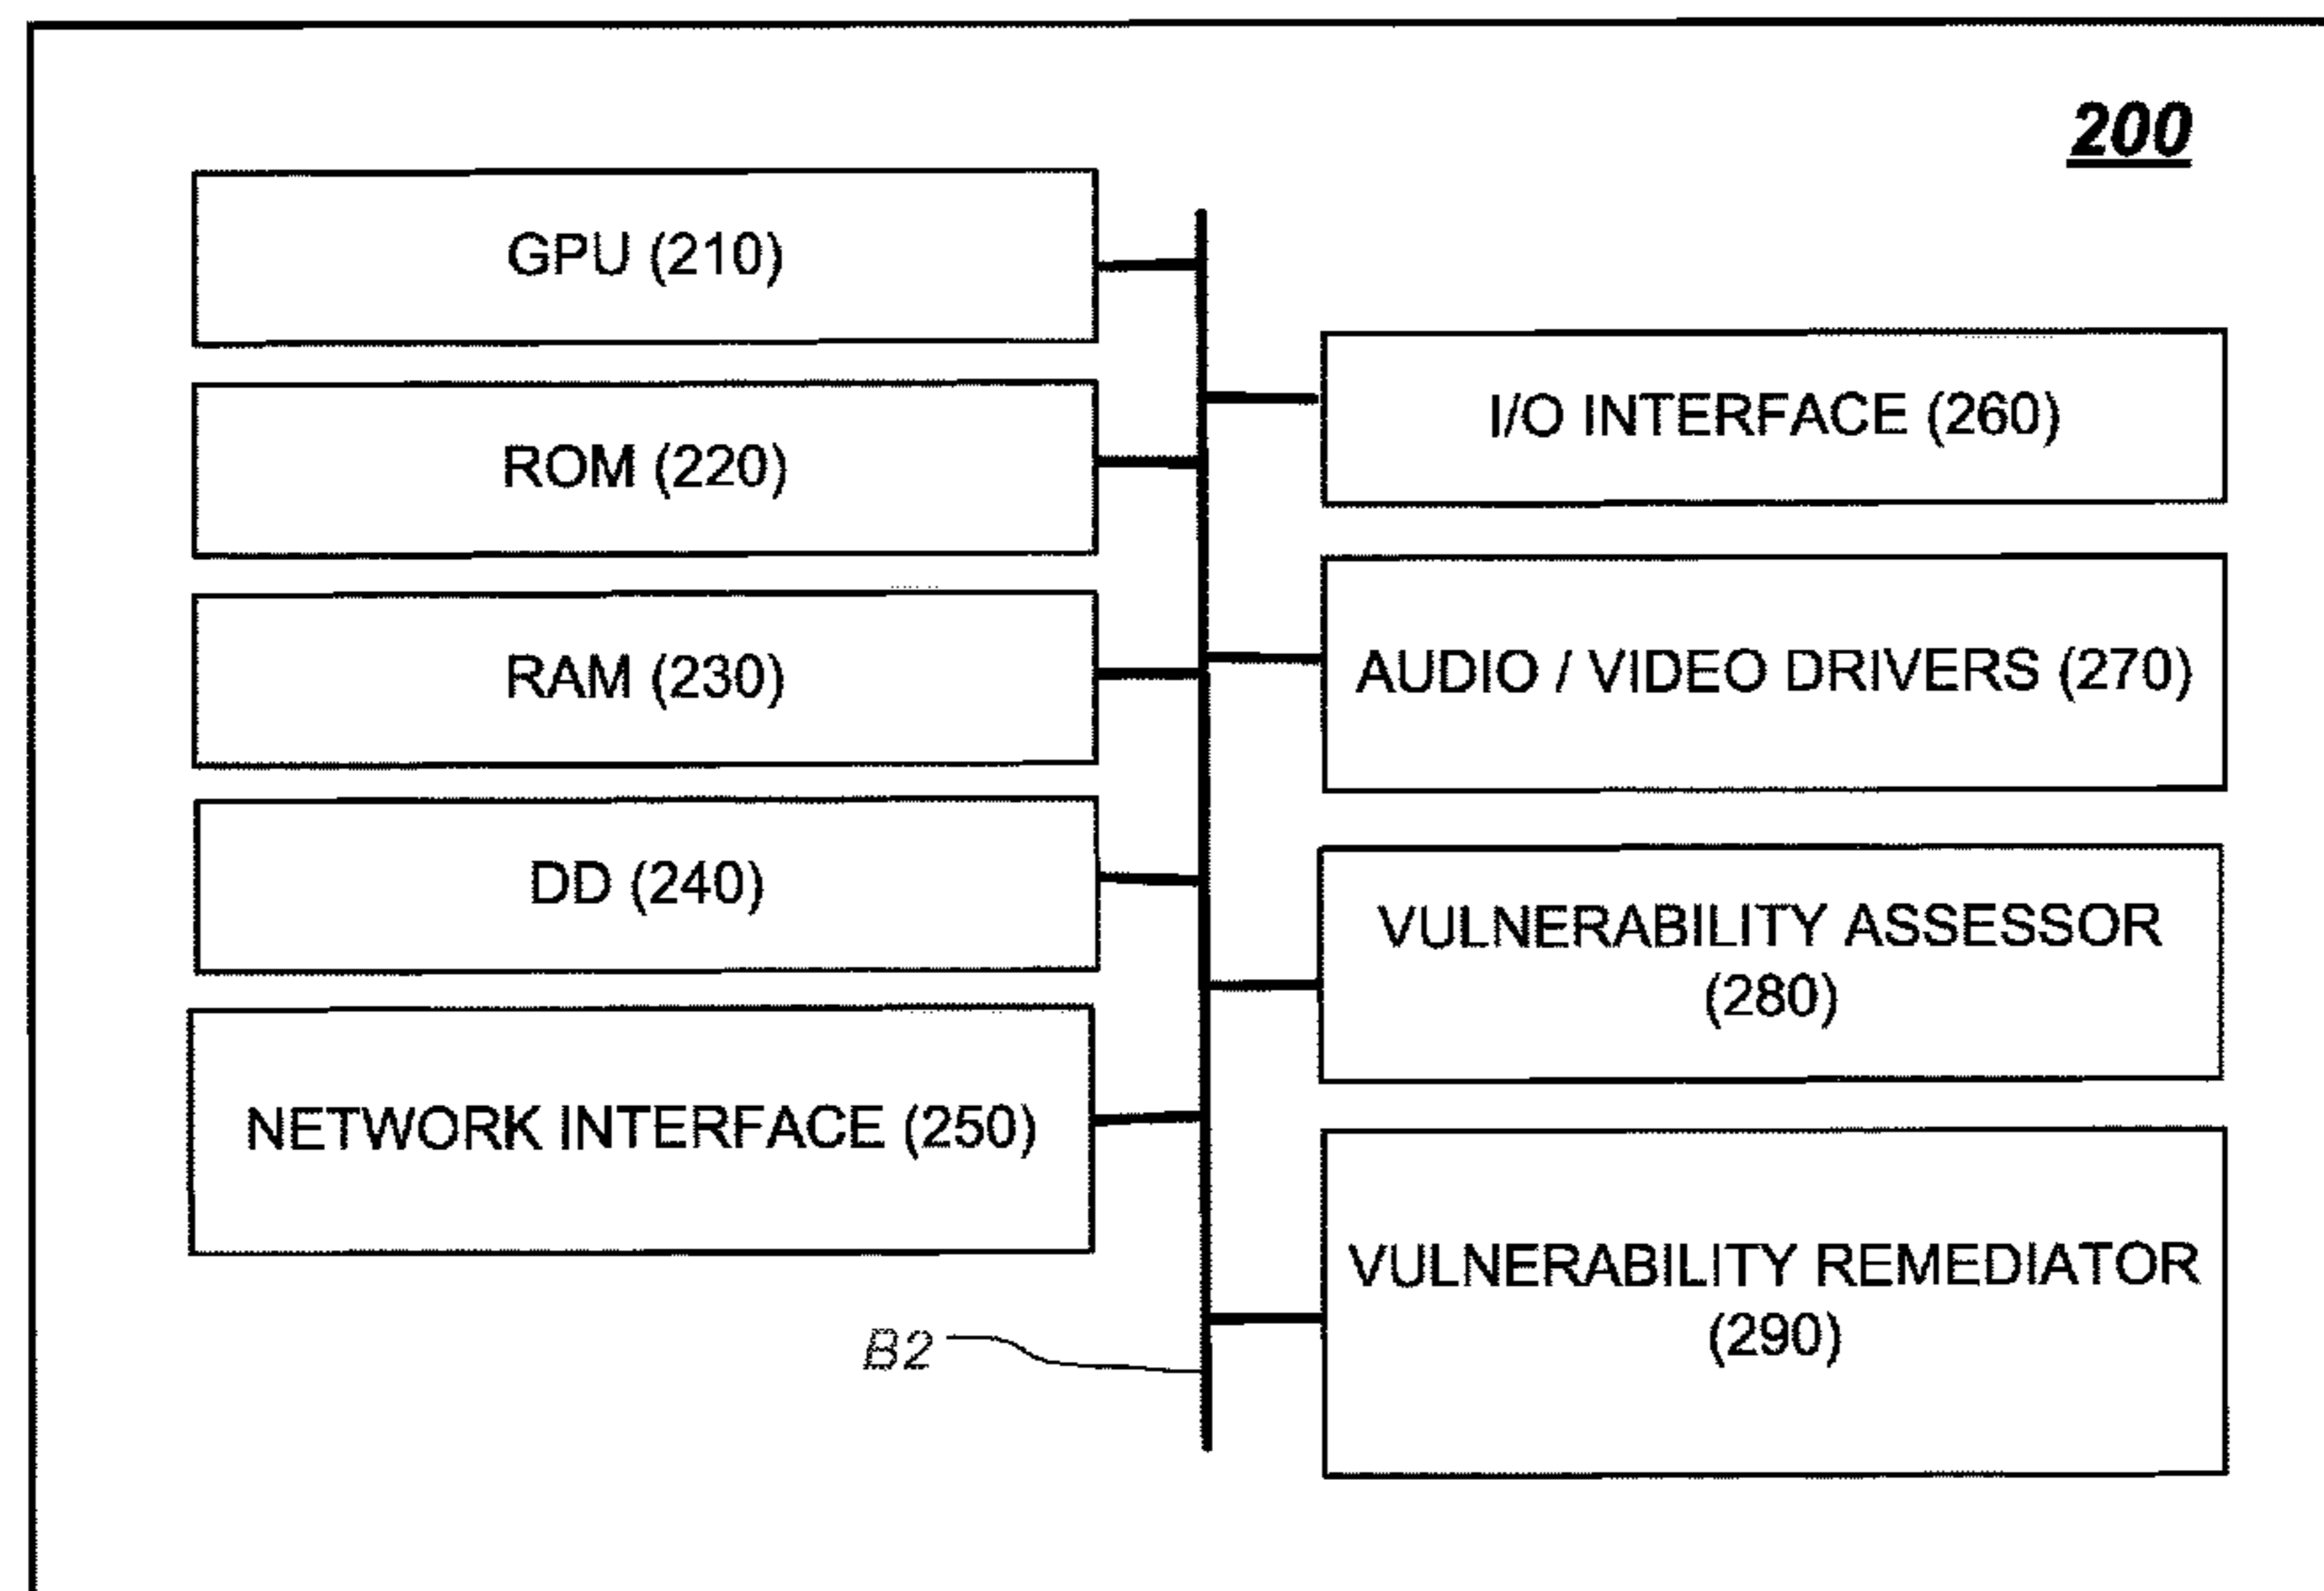 200
GPU (210)
ROM (220)
RAM (230)
DD (240)
NETWORK INTERFACE (250)
B2
I/O INTERFACE (260)
AUDIO / VIDEO DRIVERS (270)
VULNERABILITY ASSESSOR
(280)
VULNERABILITY REMEDIATOR
(290)